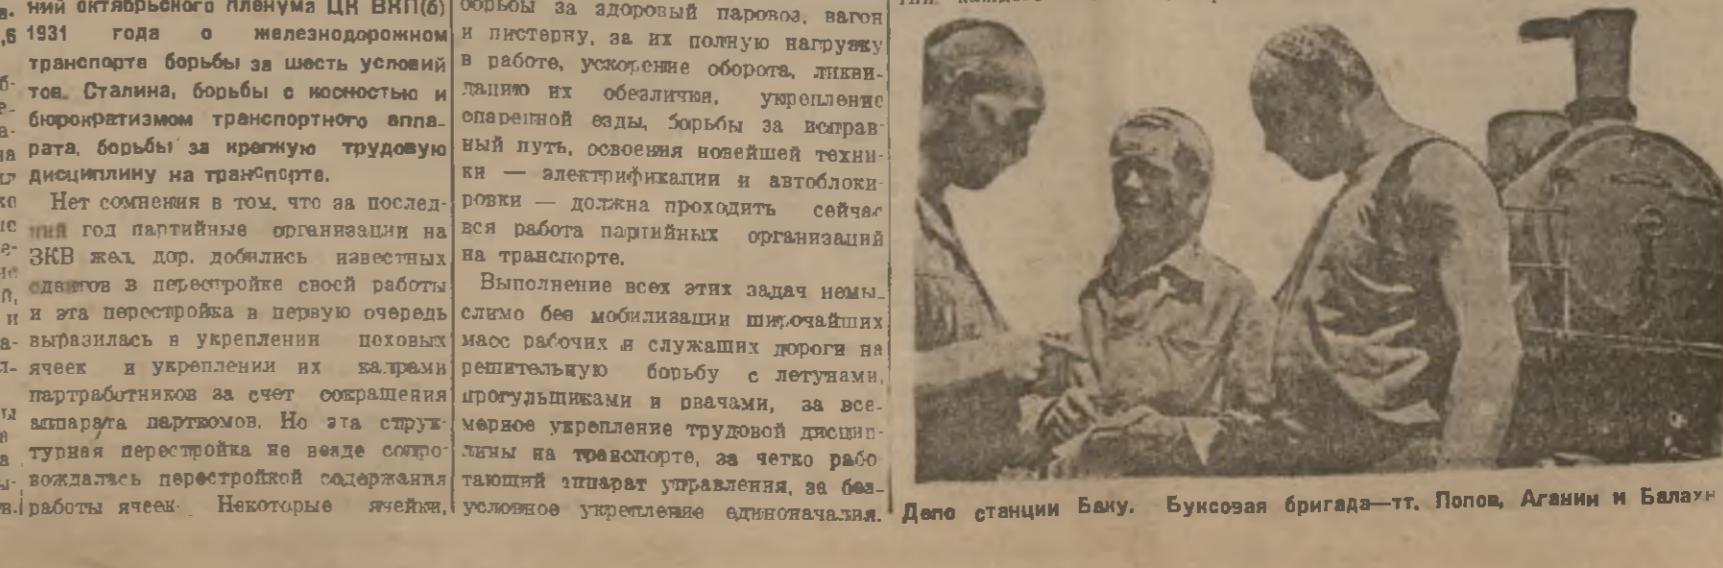 ний октябрьского пленума ЦК ВКП(б)
1931 года о железнодорожном
транспорте борьбы за шесть условий
тов. Сталина, борьбы с косностью и
бюрократизмом транспортного аппа-
рата, борьбы за крепкую трудовую
дисциплину на транспорте.
Нет сомнения в том, что за послед-
ний год партийные организации на
ЗКВ жел. дор. добились известных
сдвигов в перестройке своей работы
и эта перестройка в первую очередь
выразилась в укреплении цеховых
ячеек и укреплении их кадрами
партработников за счет сокращения
аппарата парткомов. Но эта струк-
турная перестройка не везде сопро-
вождалась перестройкой содержания
работы ячеек. Некоторые ячейки,
борьбы за здоровый паровоз, вагон
и цистерну, за их полную нагрузку
в работе, ускорение оборота, ликви-
дацию их обезлички, укрепление
спаренной езды, борьбы за исправ-
ный путь, освоения новейшей техни-
ки — электрификации и автоблоки-
ровки — должна проходить сейчас
вся работа партийных организаций
на транспорте.
Выполнение всех этих задач немы-
слимо без мобилизации широчайших
масс рабочих и служащих дороги на
решительную борьбу с летунами,
прогульщиками и рвачами, за все-
мерное укрепление трудовой дисцип-
лины на транспорте, за четко рабо
тающий аппарат управления, за без-
условное укрепление единоначалия.
Депо станции Баку. Буксовая бригада—тт. Попов, Аганин и